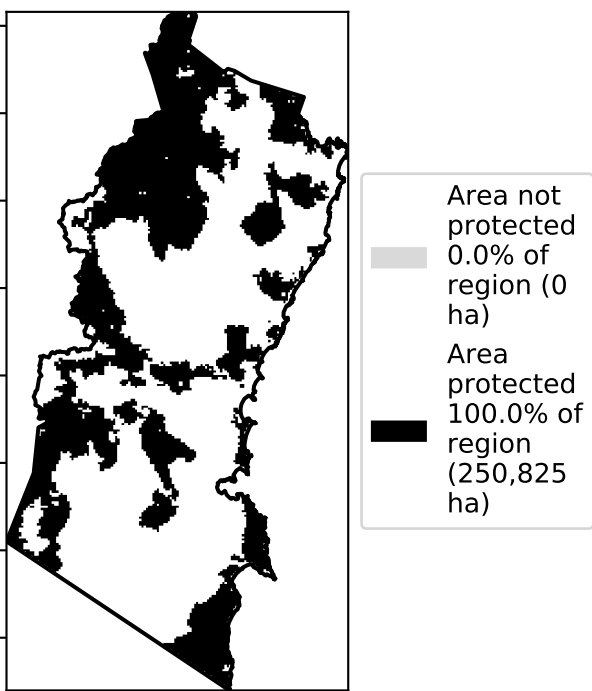 Area not
protected
0.0% of
region (0
ha)
Area
protected
100.0% of
region
(250,825
ha)